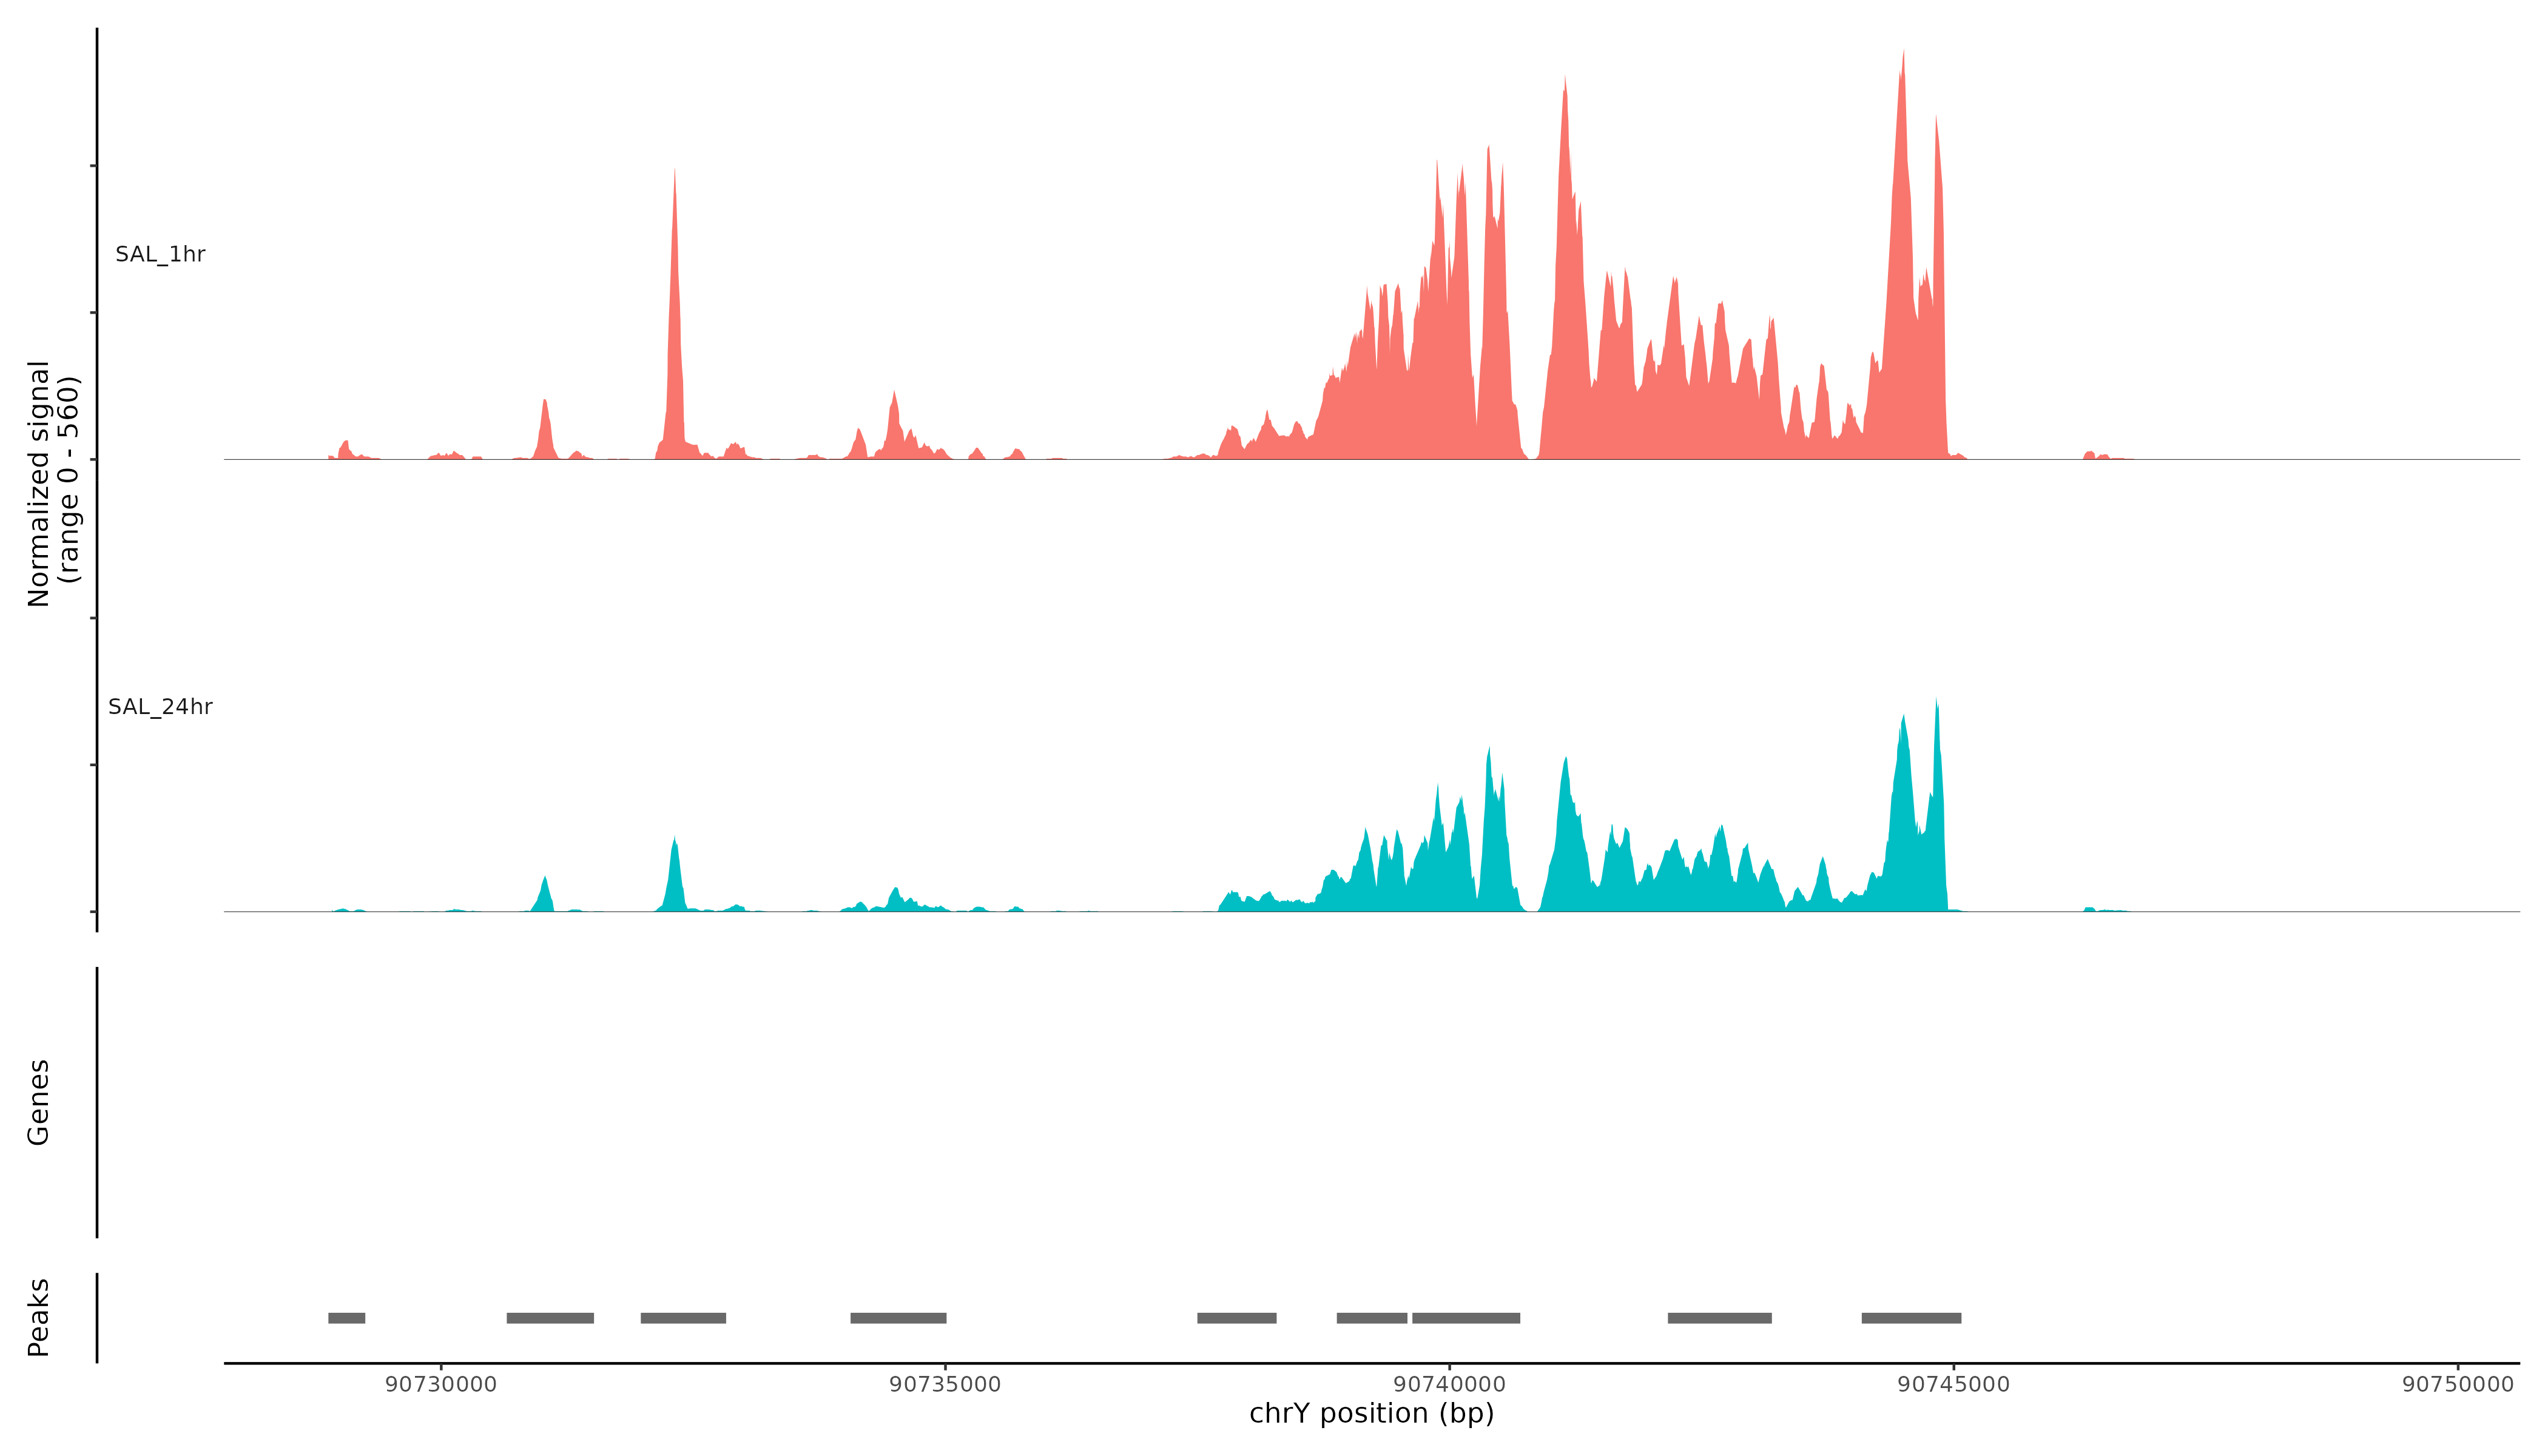 Normalized signal
(range 0 - 560)
SAL_1hr
SAL_24hr
Genes
Peaks
90730000 90735000 90740000 90745000 90750000
chrY position (bp)